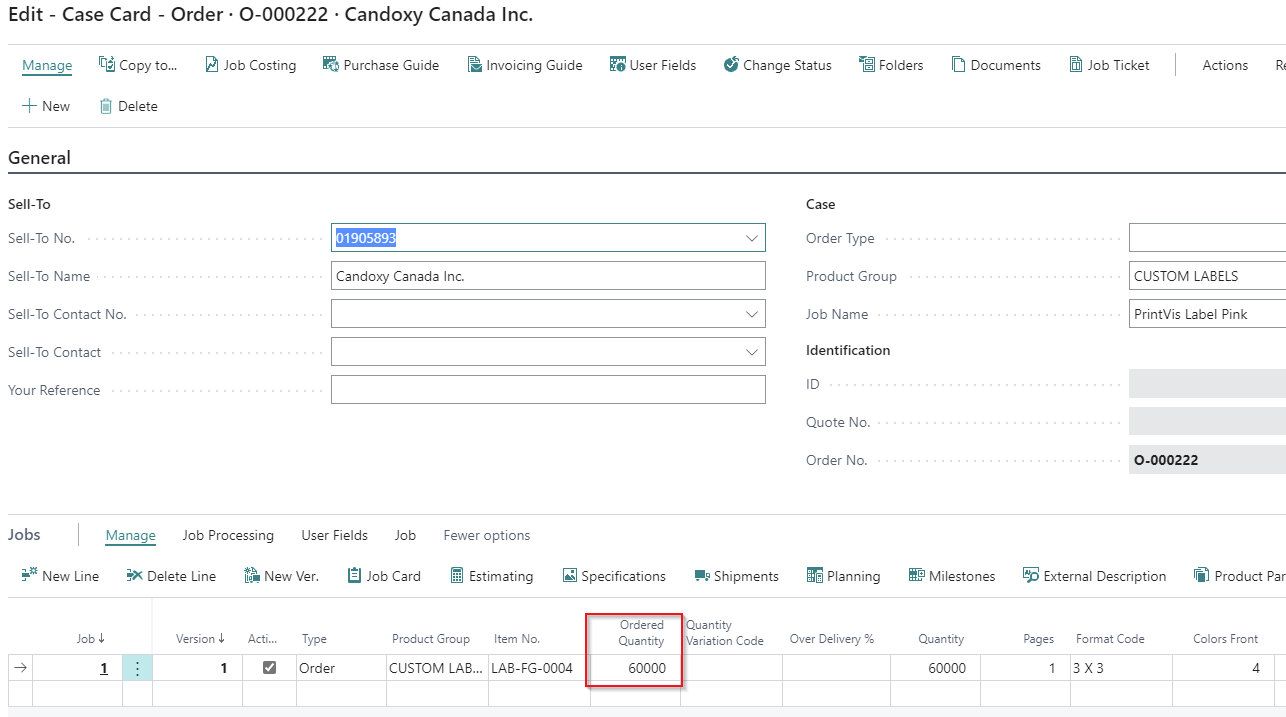 Edit - Case Card - Order · O-000222 · Candoxy Canada Inc.
Manage Copy to... Job Costing Purchase Guide Invoicing Guide User Fields Change Status Folders Documents Job Ticket Actions Re
New Delete
General
Sell-To Case
Sell-To No. 01905893 Order Type
Sell-To Name Candoxy Canada Inc. Product Group CUSTOM LABELS
Sell-To Contact No. Job Name PrintVis Label Pink
Sell-To Contact Identification
Your Reference ID
Quote No.
Order No. O-000222
Jobs Manage Job Processing User Fields Job Fewer options
New Line Delete Line New Ver. Job Card Estimating Specifications Shipments Planning Milestones External Description Product Par
Job ↓ Version ↓ Acti... Type Product Group Item No. Ordered Quantity Quantity Variation Code Over Delivery % Quantity Pages Format Code Colors Front
1 1 Order CUSTOM LAB... LAB-FG-0004 60000 60000 1 3 X 3 4